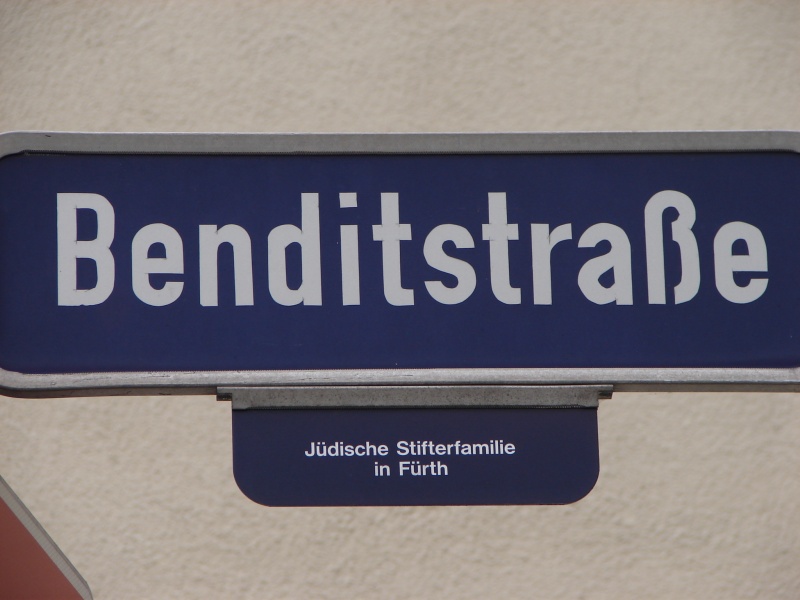 Benditstraße
Jüdische Stifterfamilie
in Fürth